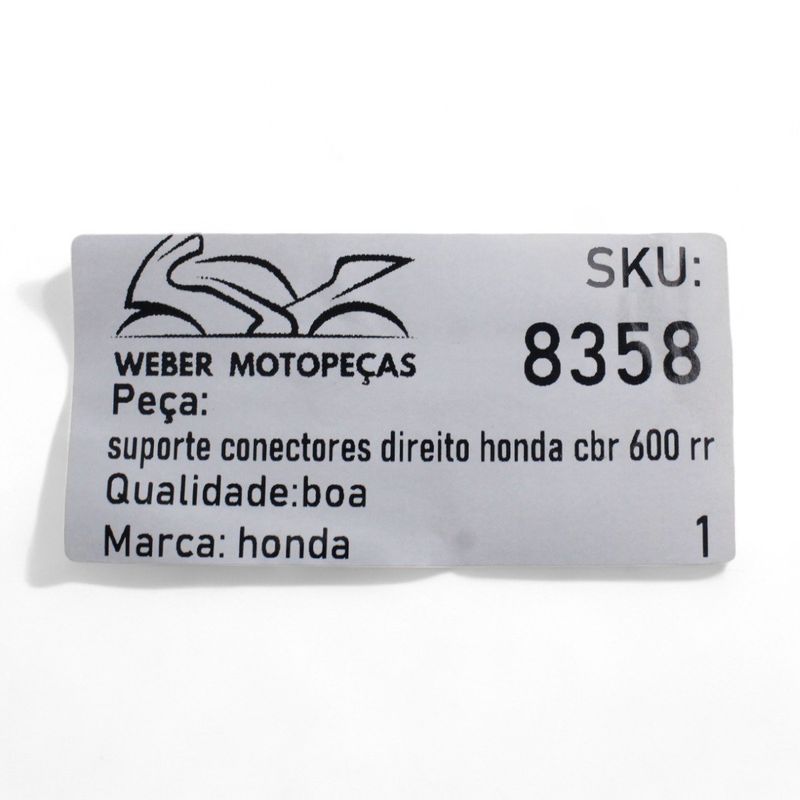 WEBER MOTOPEÇAS
SKU:
8358
Peça:
suporte conectores direito honda cbr 600 rr
Qualidade:boa
Marca: honda
1